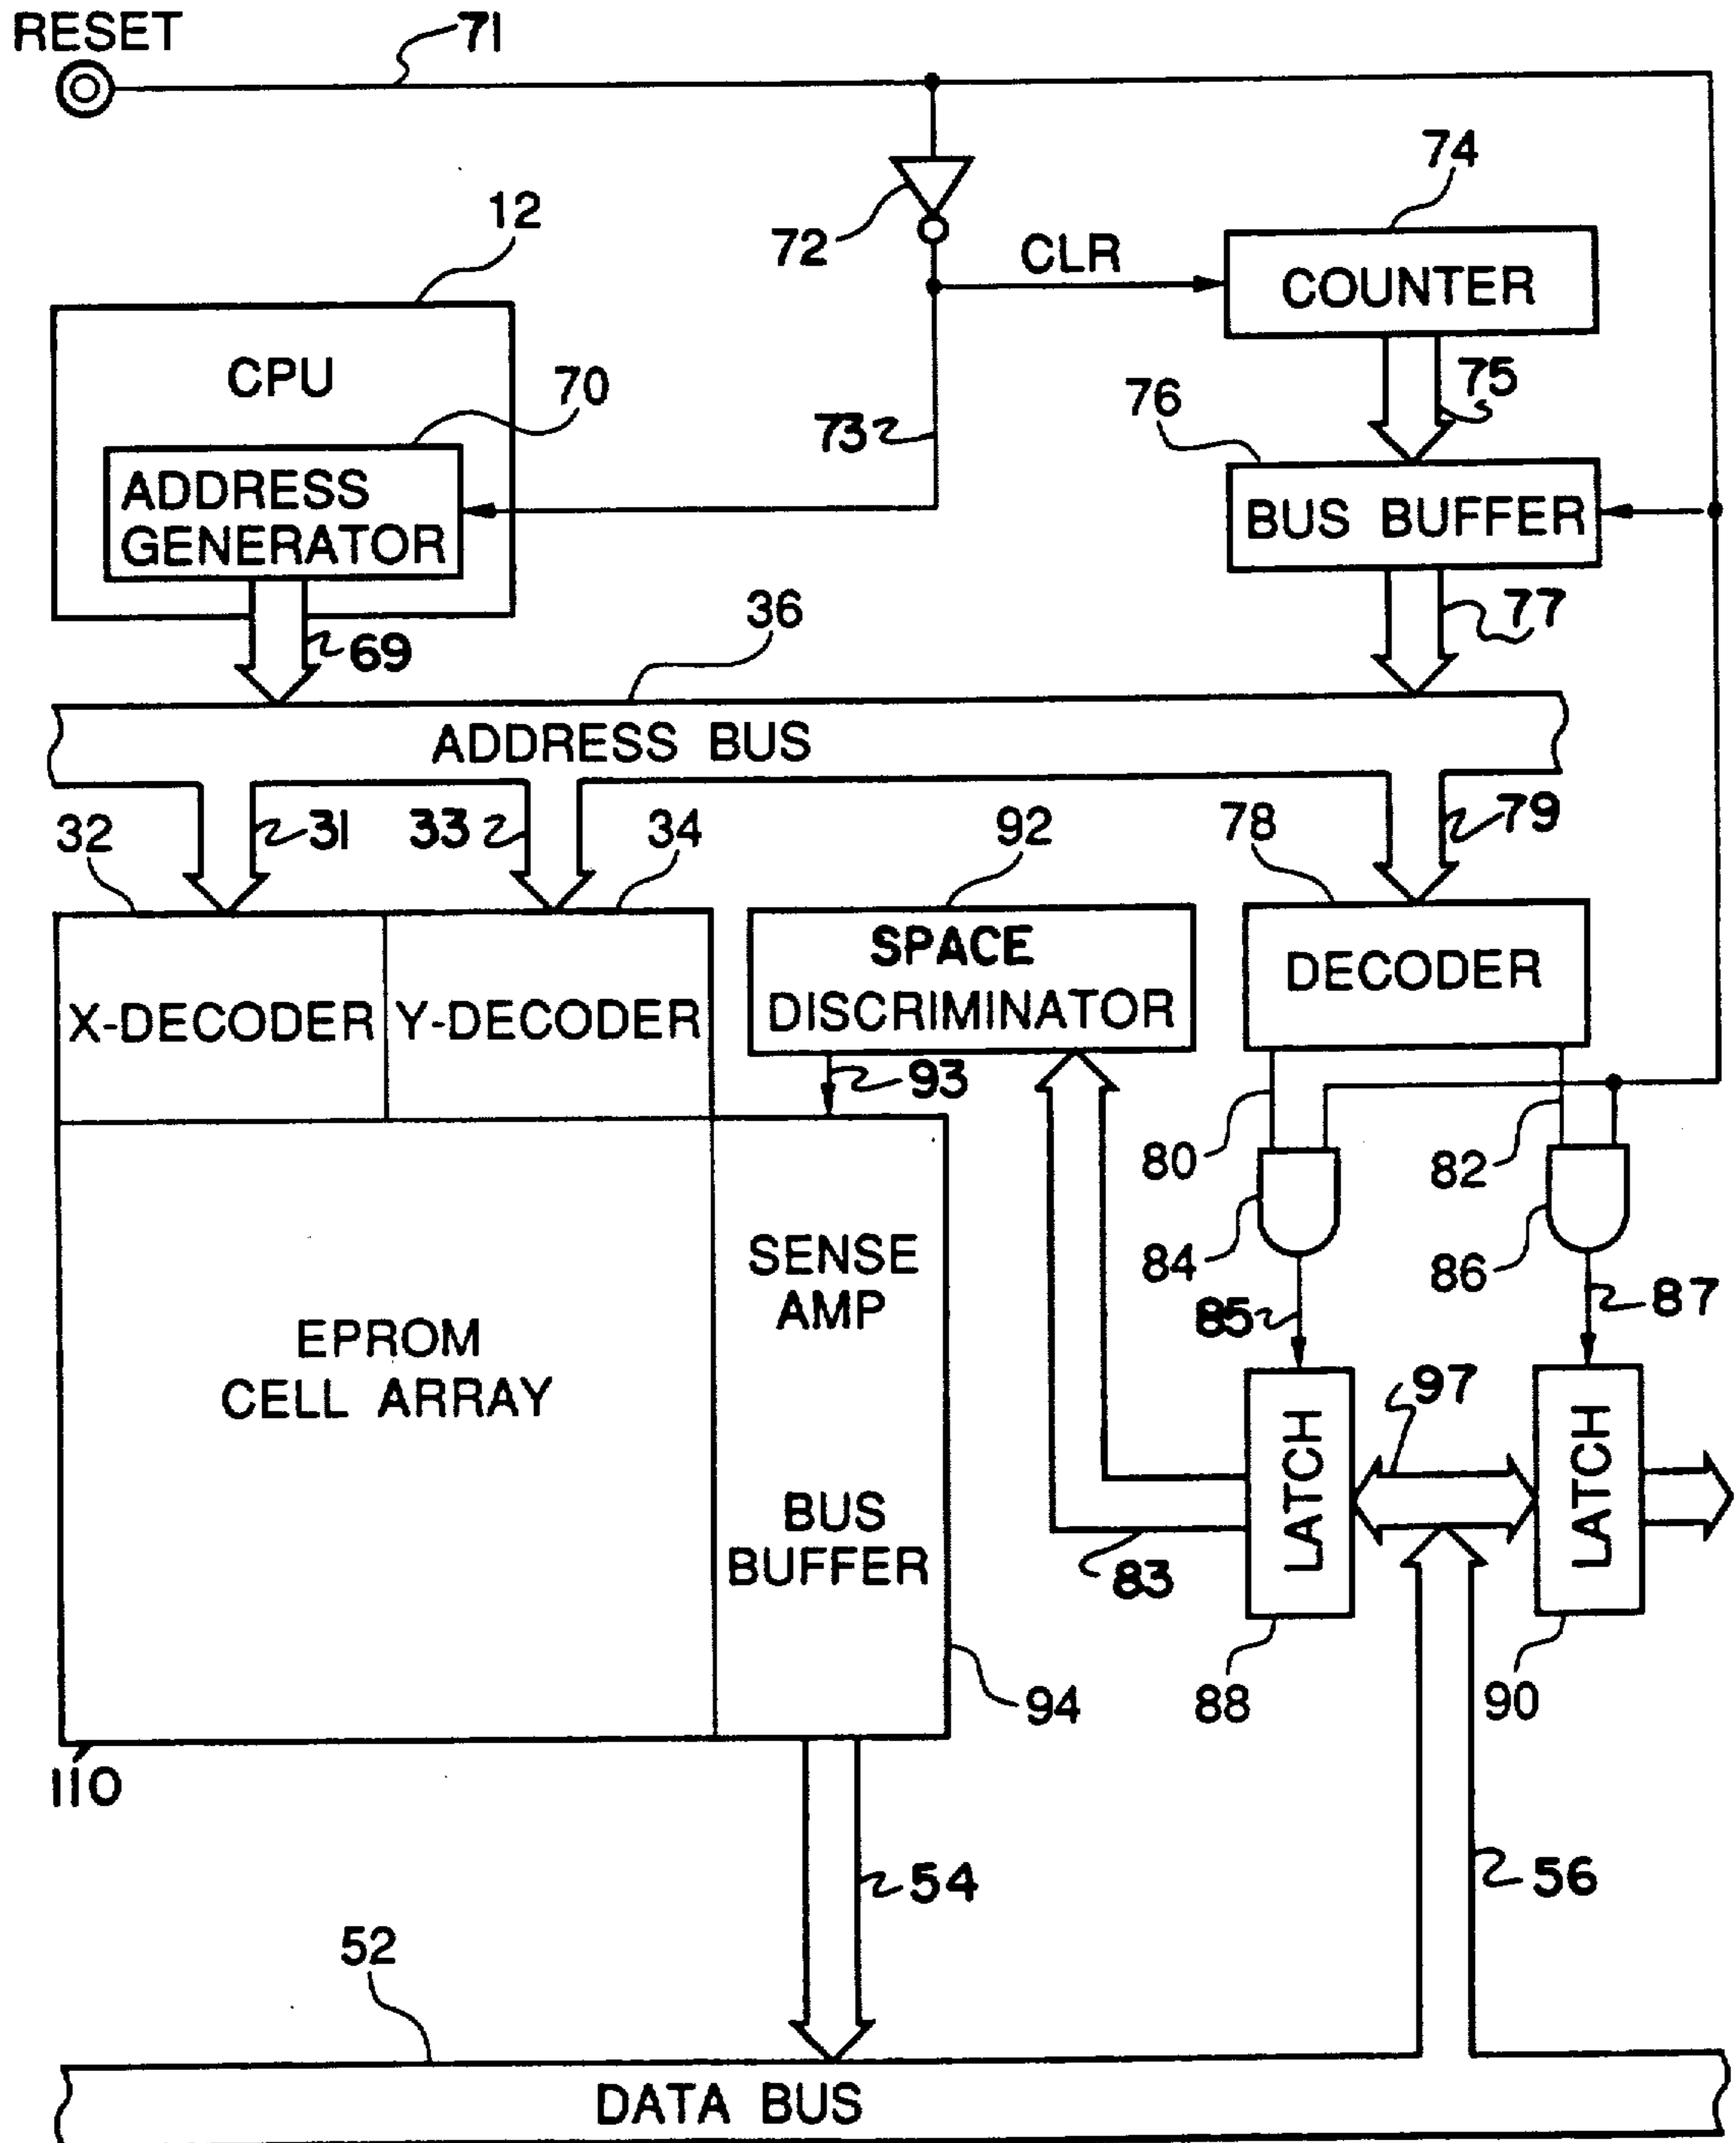 RESET
71
72
CLR
74
COUNTER
12
CPU
70
ADDRESS
GENERATOR
73
75
76
BUS BUFFER
69
36
77
ADDRESS BUS
32
31
33
34
92
78
79
X-DECODER
Y-DECODER
SPACE
DISCRIMINATOR
DECODER
93
80
82
84
86
85
87
EPROM
CELL ARRAY
SENSE
AMP
BUS
BUFFER
97
LATCH
LATCH
83
88
90
94
110
54
56
52
DATA BUS